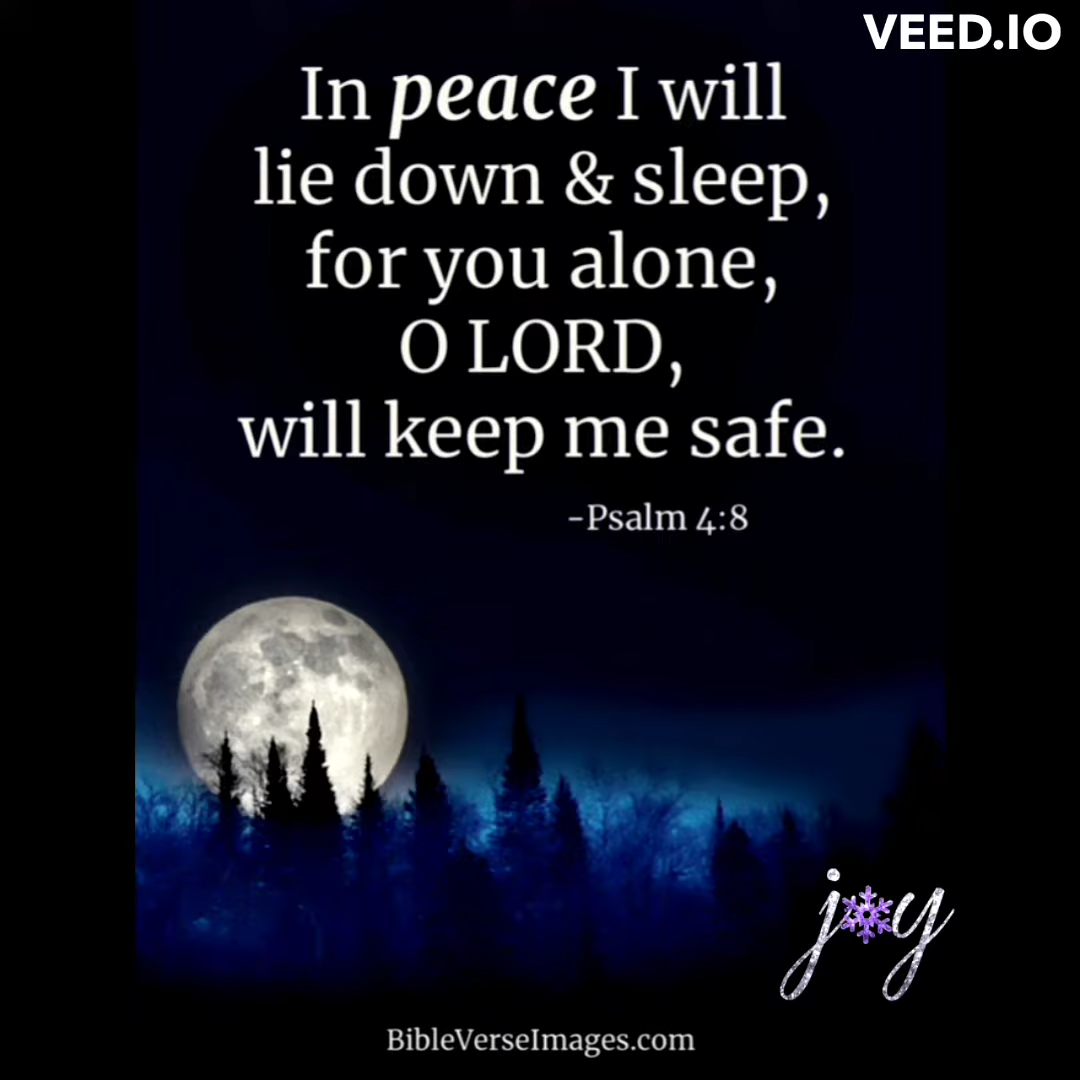 VEED.IO
In peace I will
lie down & sleep,
for you alone,
O LORD,
will keep me safe.
-Psalm 4:8
joy
BibleVerseImages.com